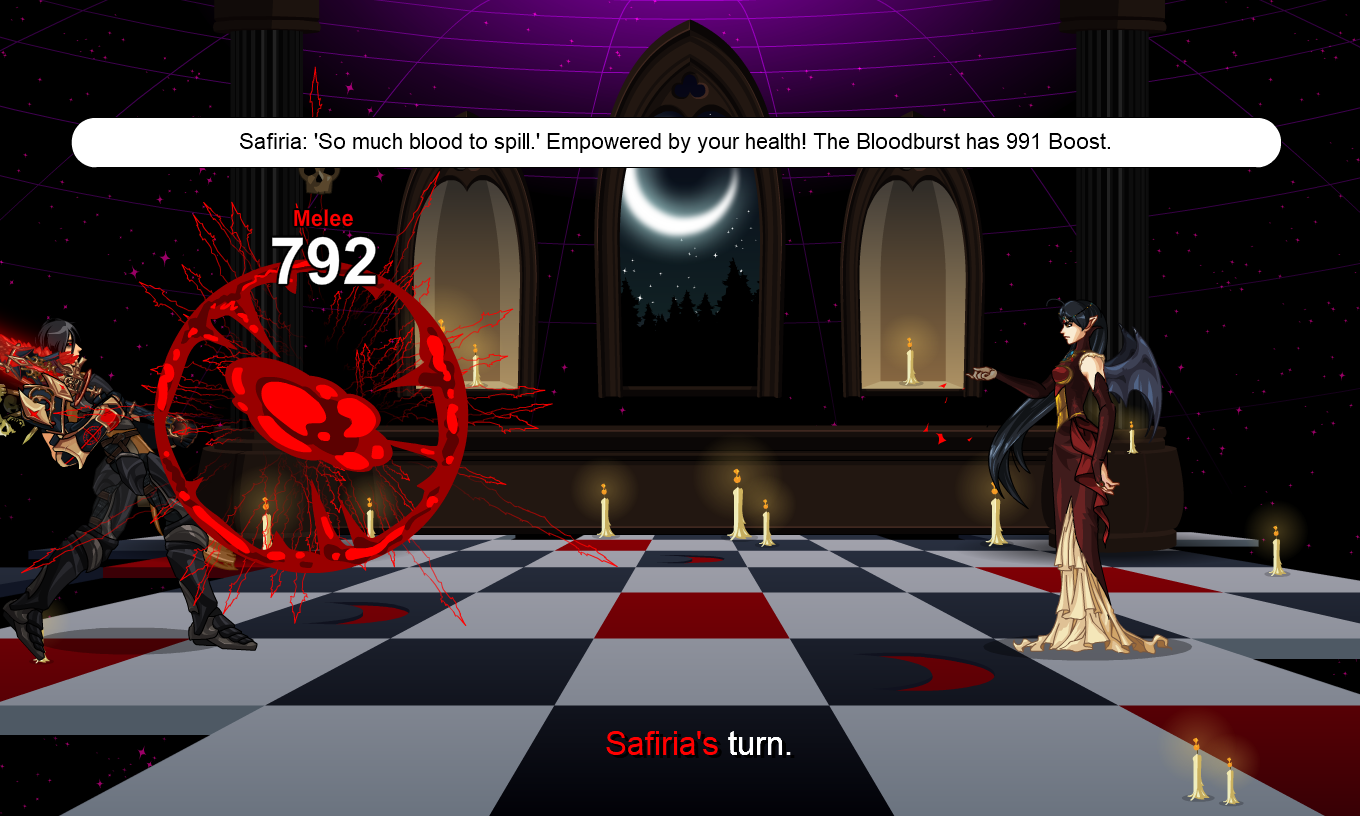 Safiria: 'So much blood to spill.' Empowered by your health! The Bloodburst has 991 Boost.
Melee
792
Safiria's turn.